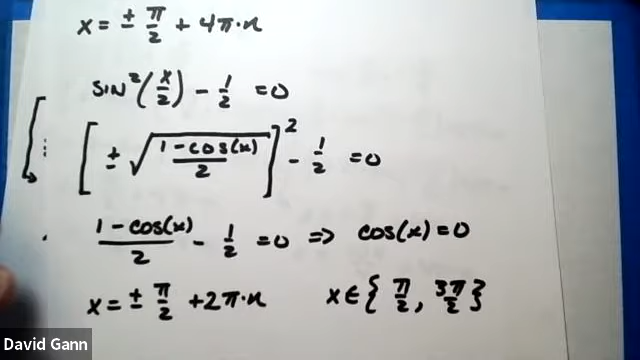 x = ± π/2 + 4π·n
sin²(x/2) - 1/2 = 0
[± √((1-cos(x))/2)]² - 1/2 = 0
(1-cos(x))/2 - 1/2 = 0 ⇒ cos(x) = 0
x = ± π/2 + 2π·n x ∈ {π/2, 3π/2}
David Gann